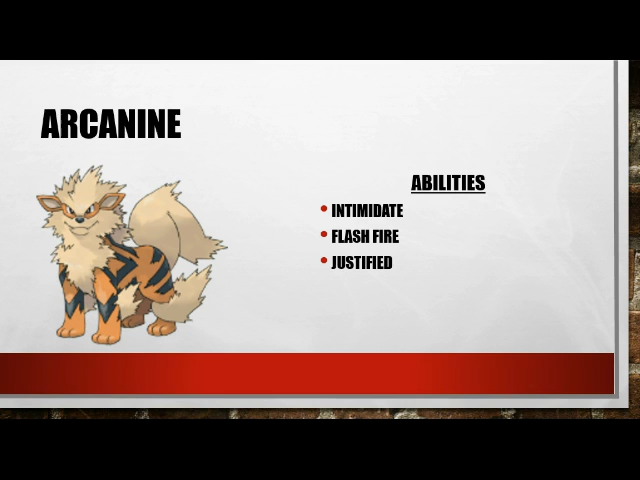 ARCANINE
ABILITIES
• INTIMIDATE
• FLASH FIRE
• JUSTIFIED